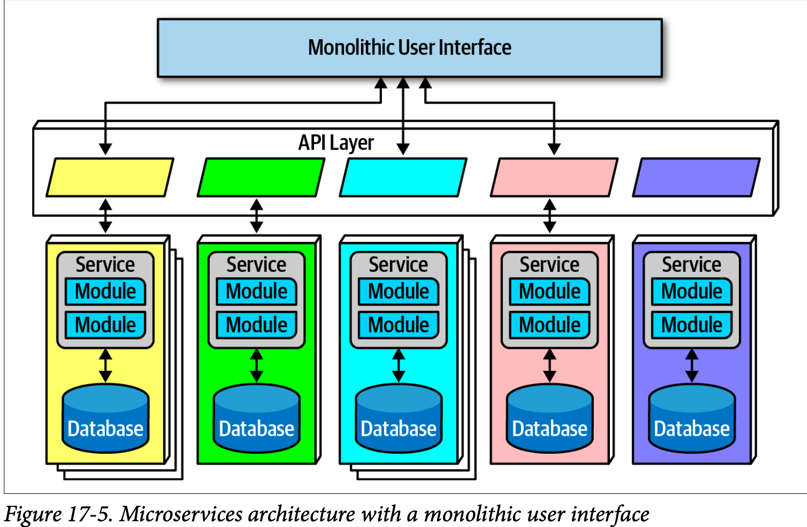 Monolithic User Interface
API Layer
Service
Module
Module
Database
Service
Module
Module
Database
Service
Module
Module
Database
Service
Module
Module
Database
Service
Module
Module
Database
Figure 17-5. Microservices architecture with a monolithic user interface